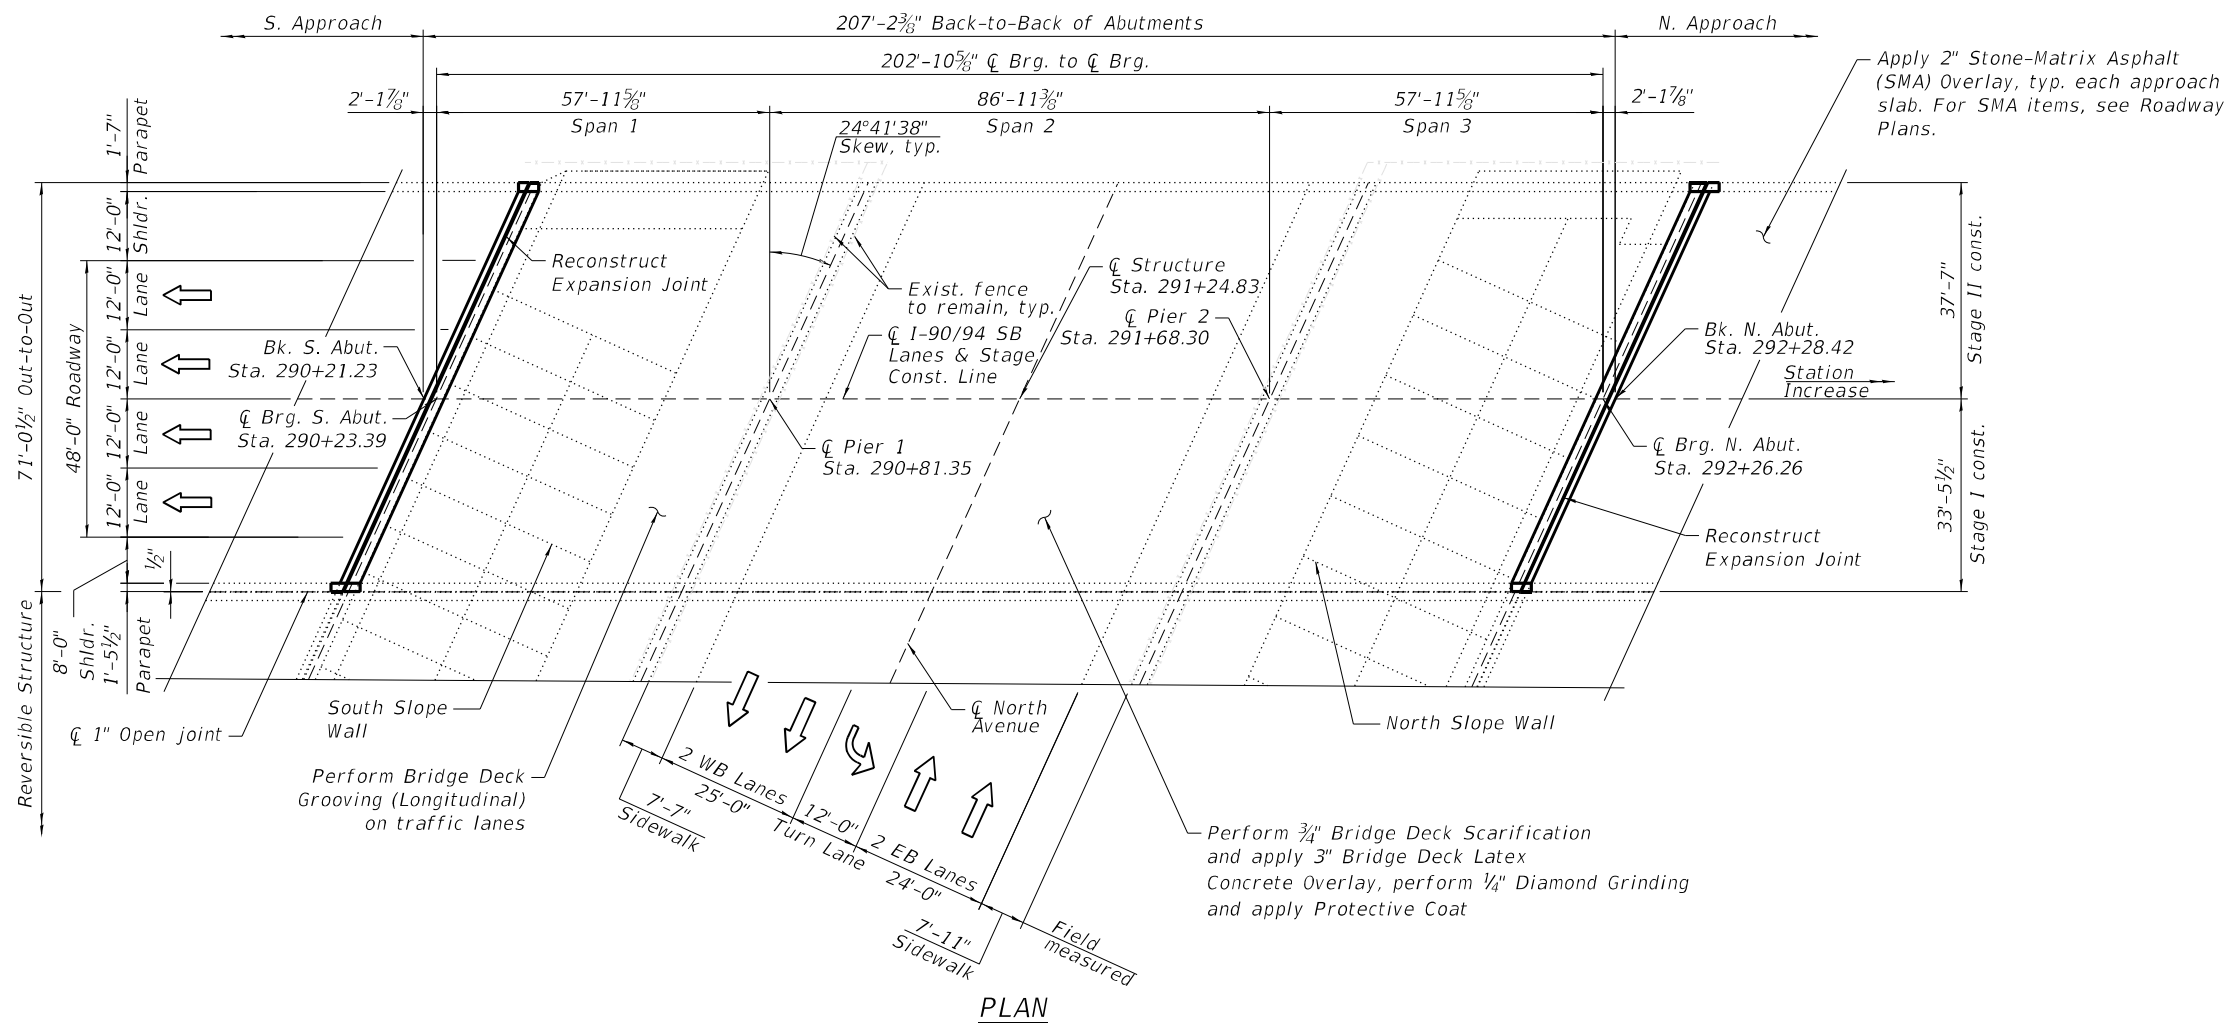 S. Approach
207'-2⅜" Back-to-Back of Abutments
N. Approach
202'-10⅝" ℄ Brg. to ℄ Brg.
2'-1⅞"
57'-11⅝"
86'-11⅜"
57'-11⅝"
2'-1⅞"
Span 1
Span 2
Span 3
24°41'38"
Skew, typ.
Apply 2" Stone-Matrix Asphalt
(SMA) Overlay, typ. each approach
slab. For SMA items, see Roadway
Plans.
1'-7"
Parapet
12'-0"
Shldr.
12'-0"
Lane
12'-0"
Lane
12'-0"
Lane
12'-0"
Lane
48'-0" Roadway
71'-0½" Out-to-Out
½"
8'-0"
Shldr.
1'-5½"
Parapet
Reversible Structure
Reconstruct
Expansion Joint
Exist. fence
to remain, typ.
℄ Structure
Sta. 291+24.83
℄ Pier 2
Sta. 291+68.30
℄ I-90/94 SB
Lanes & Stage
Const. Line
Bk. S. Abut.
Sta. 290+21.23
℄ Brg. S. Abut.
Sta. 290+23.39
℄ Pier 1
Sta. 290+81.35
Bk. N. Abut.
Sta. 292+28.42
Station
Increase
℄ Brg. N. Abut.
Sta. 292+26.26
Reconstruct
Expansion Joint
37'-7"
Stage II const.
33'-5½"
Stage I const.
South Slope
Wall
℄ 1" Open joint
Perform Bridge Deck
Grooving (Longitudinal)
on traffic lanes
℄ North
Avenue
North Slope Wall
2 WB Lanes
25'-0"
7'-7"
Sidewalk
12'-0"
Turn Lane
2 EB Lanes
24'-0"
7'-11"
Sidewalk
Field
measured
Perform ¾" Bridge Deck Scarification
and apply 3" Bridge Deck Latex
Concrete Overlay, perform ¼" Diamond Grinding
and apply Protective Coat
PLAN